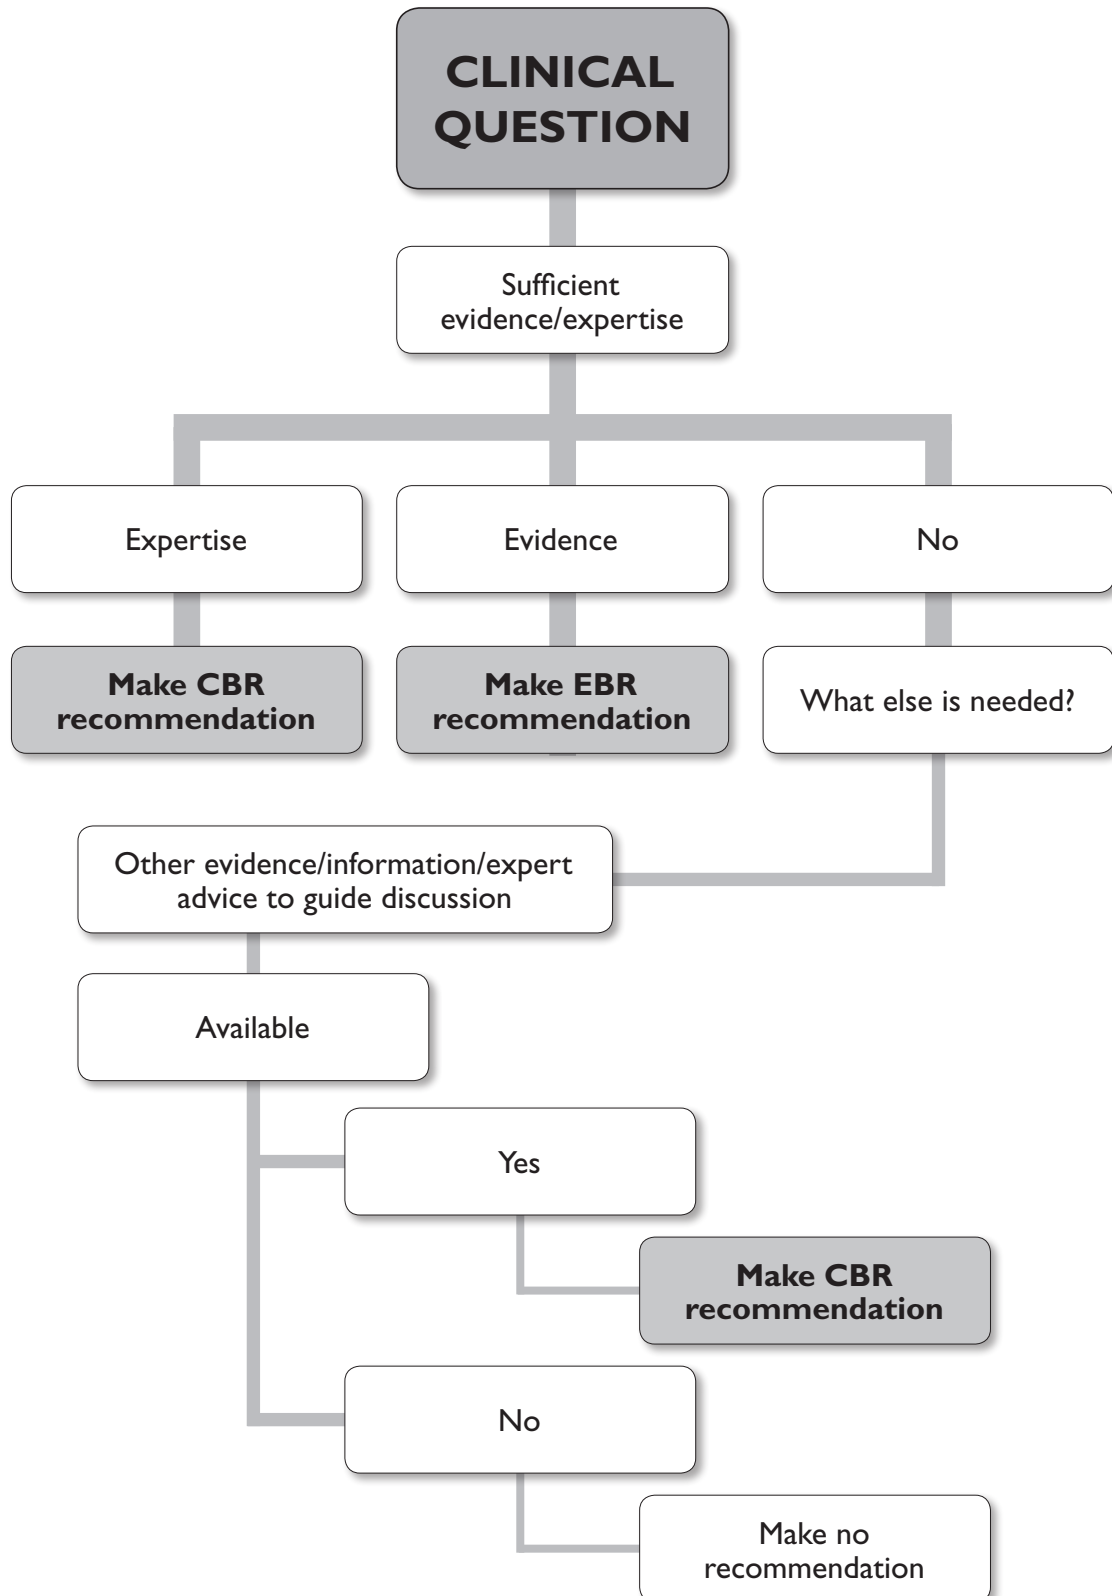 CLINICAL
QUESTION
Sufficient
evidence/expertise
Expertise
Evidence
No
Make CBR
recommendation
Make EBR
recommendation
What else is needed?
Other evidence/information/expert
advice to guide discussion
Available
Yes
Make CBR
recommendation
No
Make no
recommendation